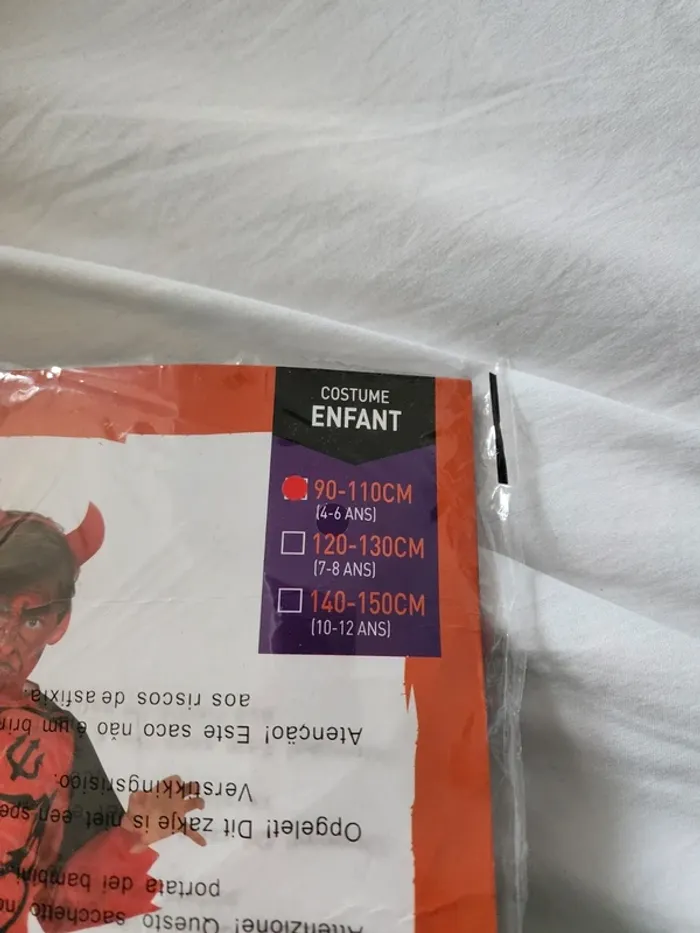 COSTUME
ENFANT
90-110CM
(4-6 ANS)
120-130CM
(7-8 ANS)
140-150CM
(10-12 ANS)
Attenzione! Questo sacchetto
portata dei bambini
Opgelet! Dit zakje is niet een
Verstikkingsrisico.
Atenção! Este saco não é um
aos riscos de asfixia.